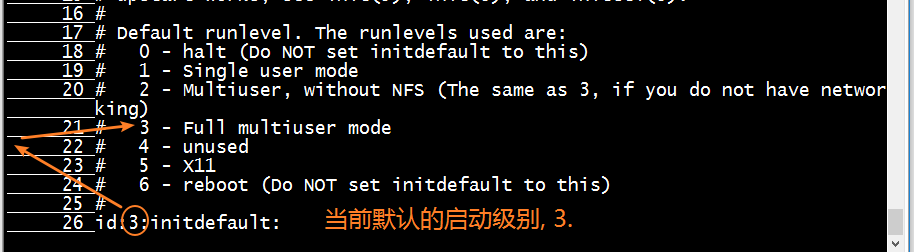 16 #
17 # Default runlevel. The runlevels used are:
18 #   0 - halt (Do NOT set initdefault to this)
19 #   1 - Single user mode
20 #   2 - Multiuser, without NFS (The same as 3, if you do not have networ
king)
21 #   3 - Full multiuser mode
22 #   4 - unused
23 #   5 - X11
24 #   6 - reboot (Do NOT set initdefault to this)
25 #
26 id:3:initdefault:
当前默认的启动级别, 3.